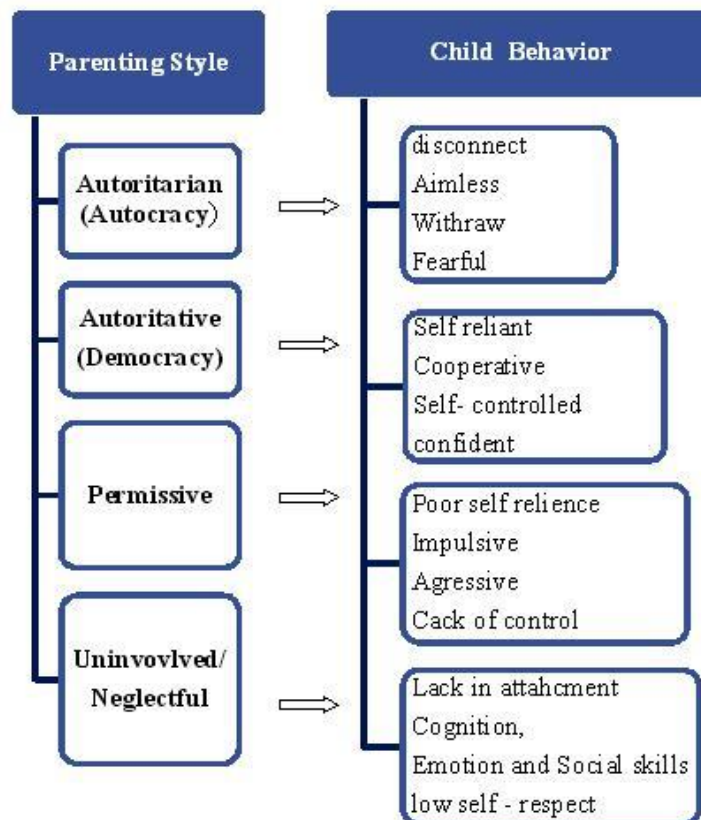 Parenting Style
Child Behavior
Autoritarian
(Autocracy)
disconnect
Aimless
Withraw
Fearful
Autoritative
(Democracy)
Self reliant
Cooperative
Self- controlled
confident
Permissive
Poor self relience
Impulsive
Agressive
Cack of control
Uninvovlved/
Neglectful
Lack in attahcment
Cognition,
Emotion and Social skills
low self - respect